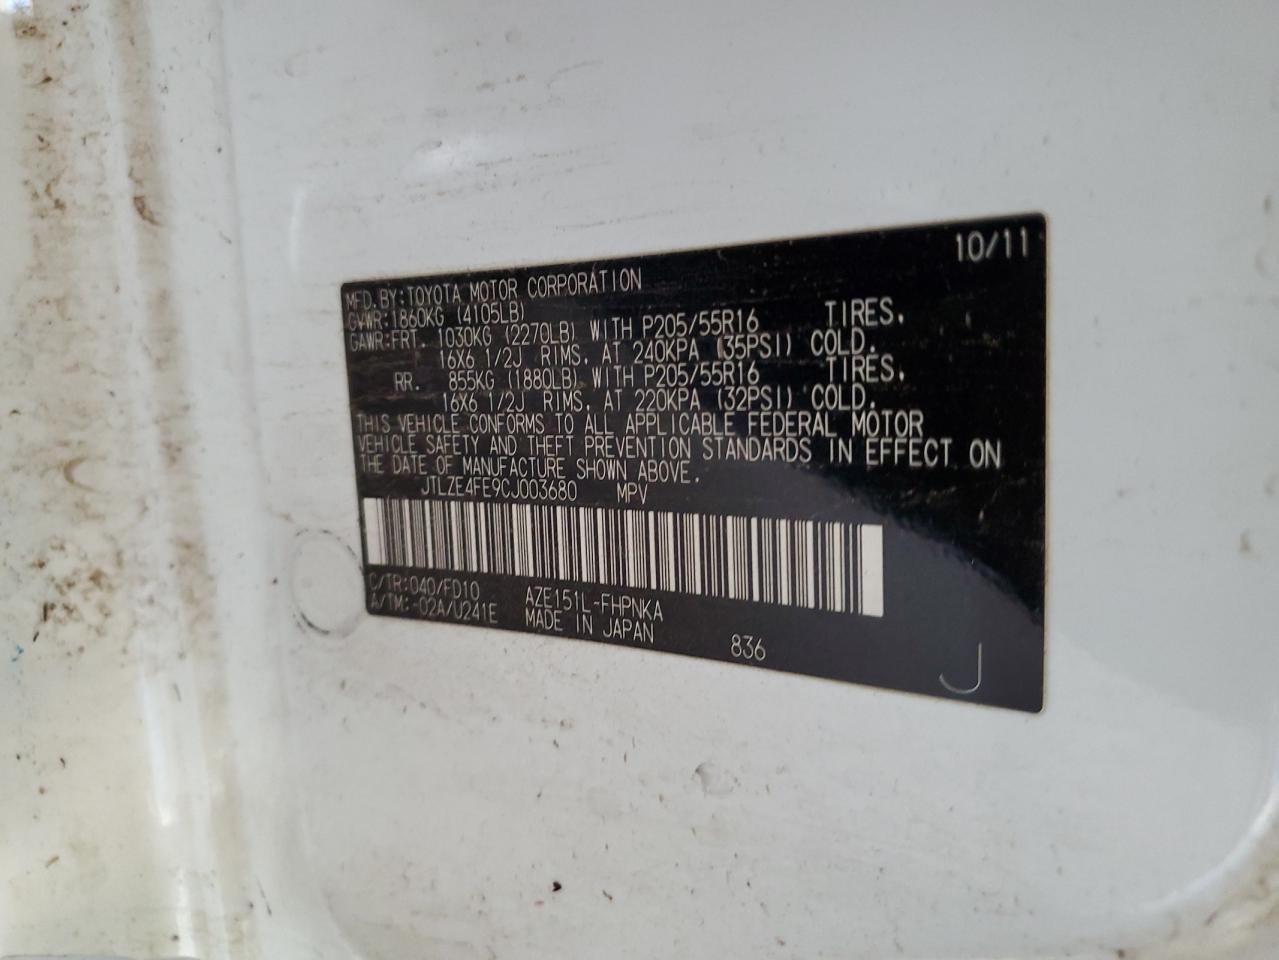 10/11
MFD. BY:TOYOTA MOTOR CORPORATION
GVWR:1860KG (4105LB)
GAWR:FRT. 1030KG (2270LB) WITH P205/55R16 TIRES,
16X6 1/2J RIMS, AT 240KPA (35PSI) COLD.
RR. 855KG (1880LB) WITH P205/55R16 TIRES,
16X6 1/2J RIMS, AT 220KPA (32PSI) COLD.
THIS VEHICLE CONFORMS TO ALL APPLICABLE FEDERAL MOTOR
VEHICLE SAFETY AND THEFT PREVENTION STANDARDS IN EFFECT ON
THE DATE OF MANUFACTURE SHOWN ABOVE.
JTLZE4FE9CJ003680 MPV
C/TR:040/FD10 AZE151L-FHPNKA
A/TM:-02A/U241E MADE IN JAPAN 836
J